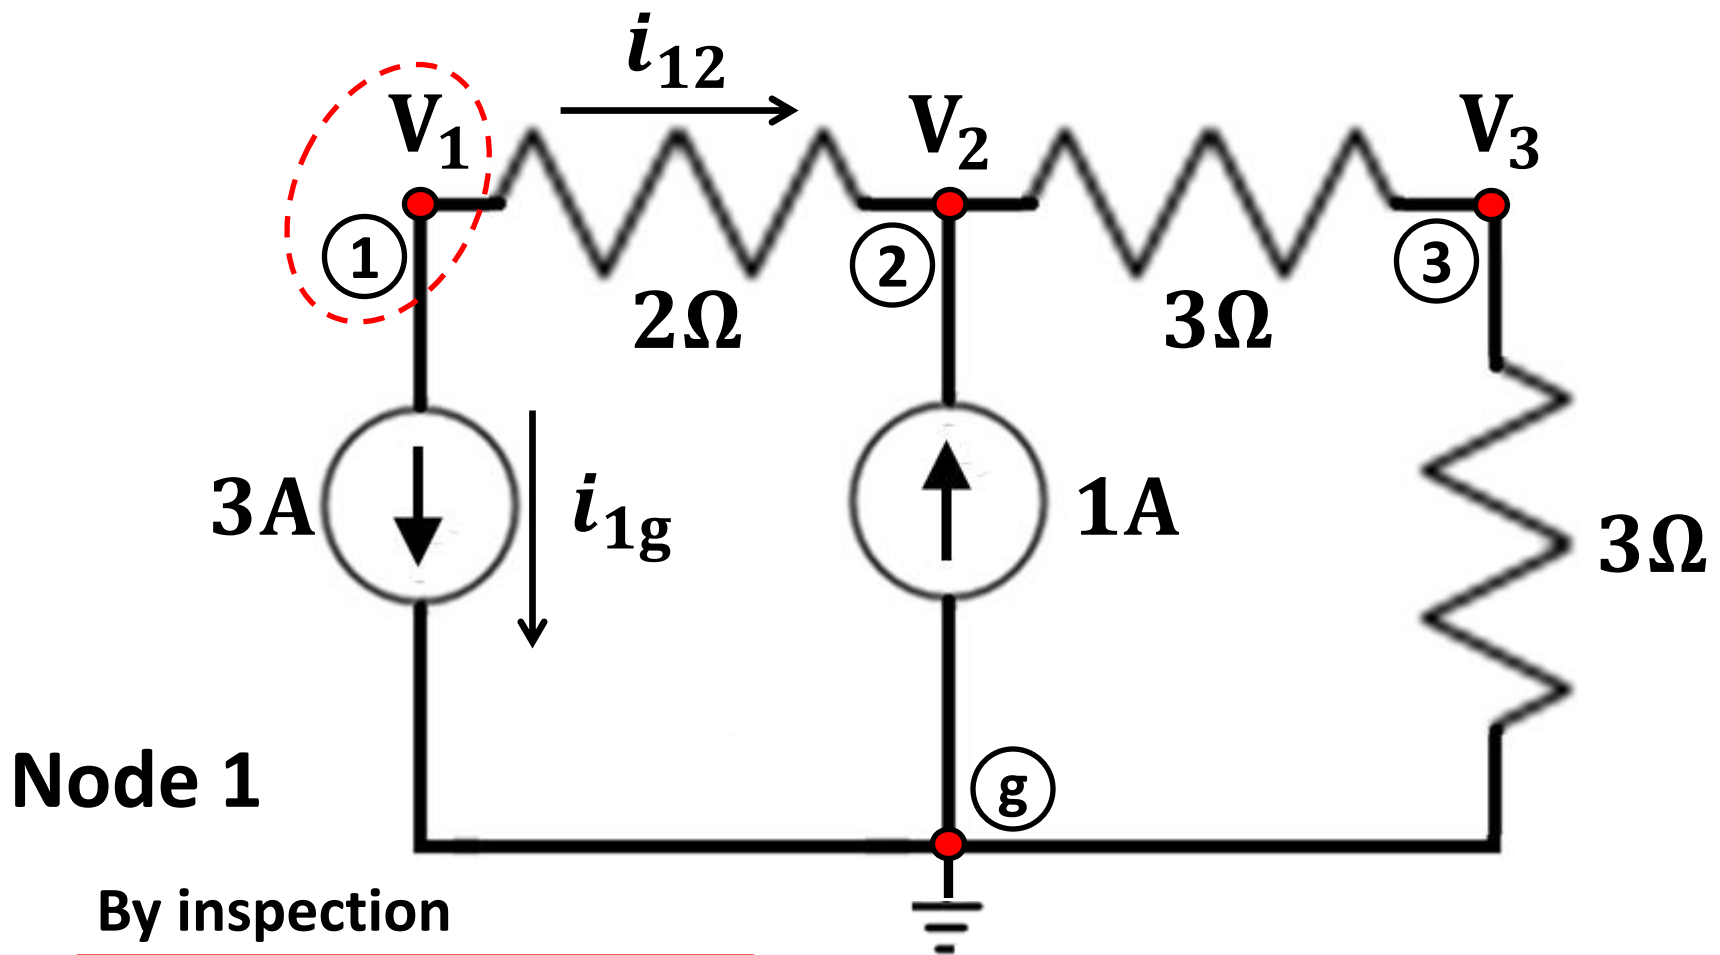 i₁₂
V₁
V₂
V₃
1
2
3
2Ω
3Ω
3A
i₁g
1A
3Ω
Node 1
g
By inspection